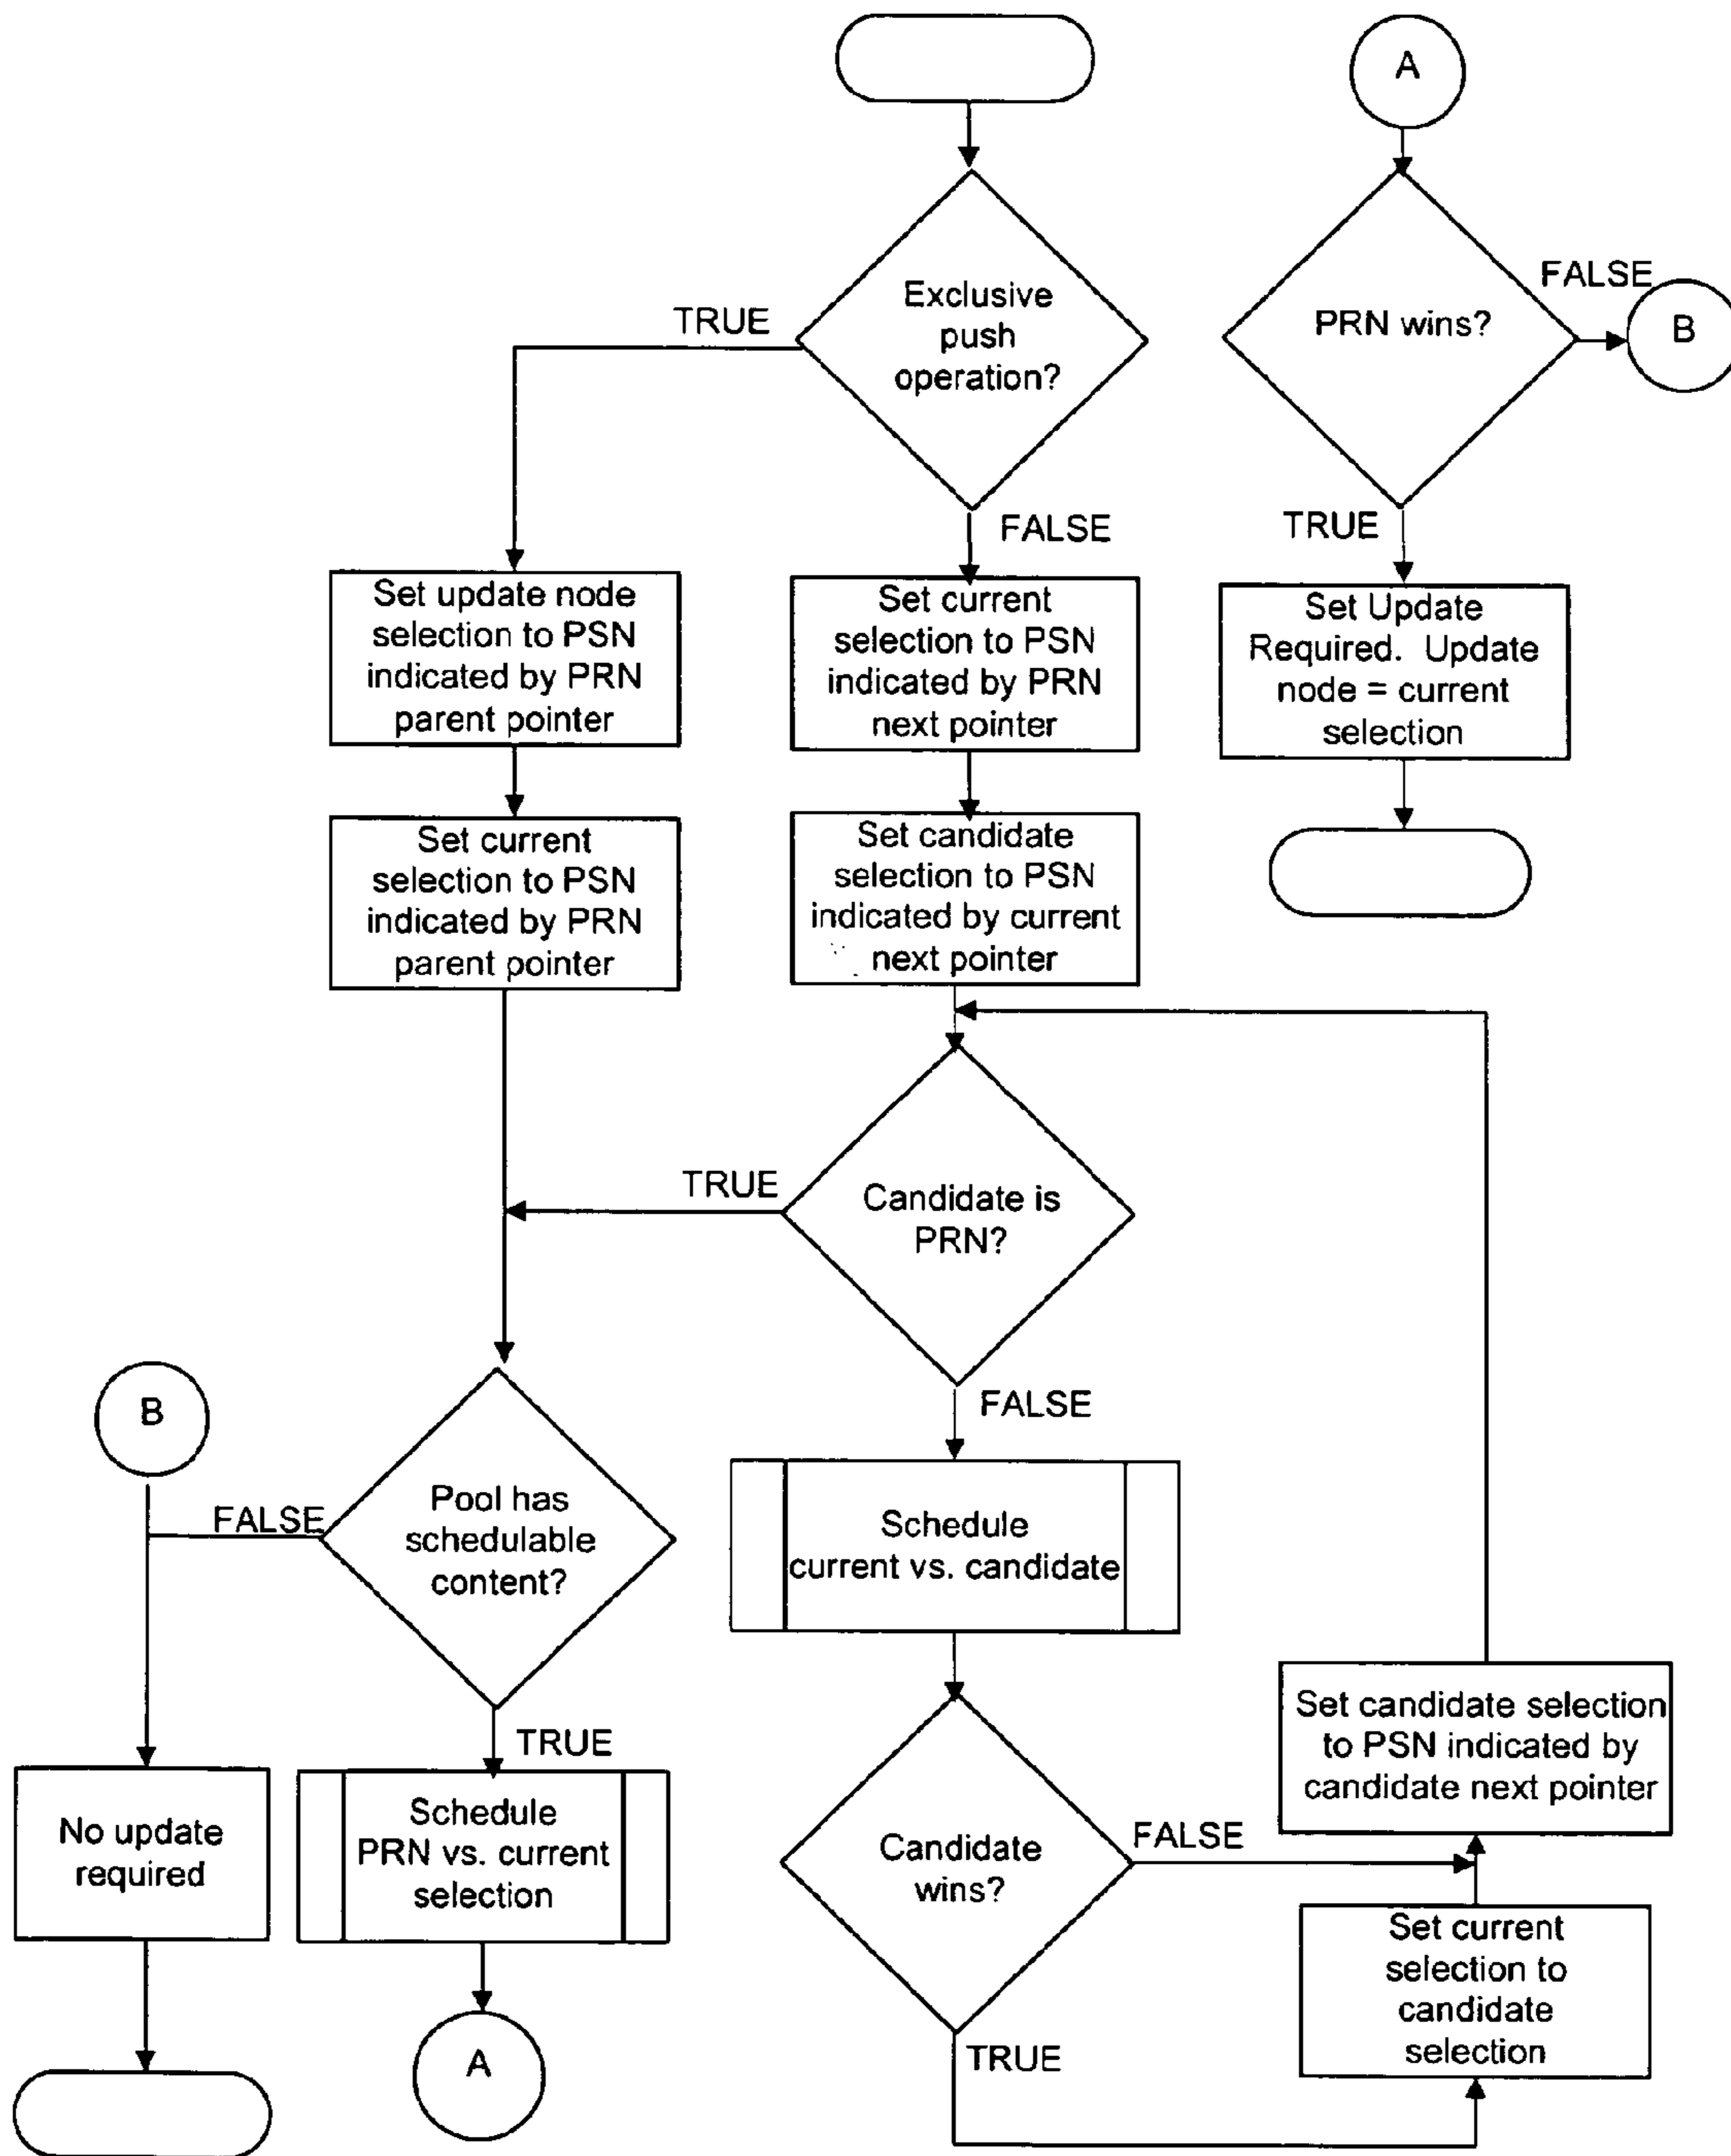 A
Exclusive
push
operation?
TRUE
FALSE
PRN wins?
FALSE
B
TRUE
Set update node
selection to PSN
indicated by PRN
parent pointer
Set current
selection to PSN
indicated by PRN
next pointer
Set Update
Required. Update
node = current
selection
Set current
selection to PSN
indicated by PRN
parent pointer
Set candidate
selection to PSN
indicated by current
next pointer
Candidate is
PRN?
TRUE
FALSE
B
Pool has
schedulable
content?
FALSE
TRUE
Schedule
current vs. candidate
Set candidate selection
to PSN indicated by
candidate next pointer
No update
required
Schedule
PRN vs. current
selection
Candidate
wins?
FALSE
TRUE
Set current
selection to
candidate
selection
A